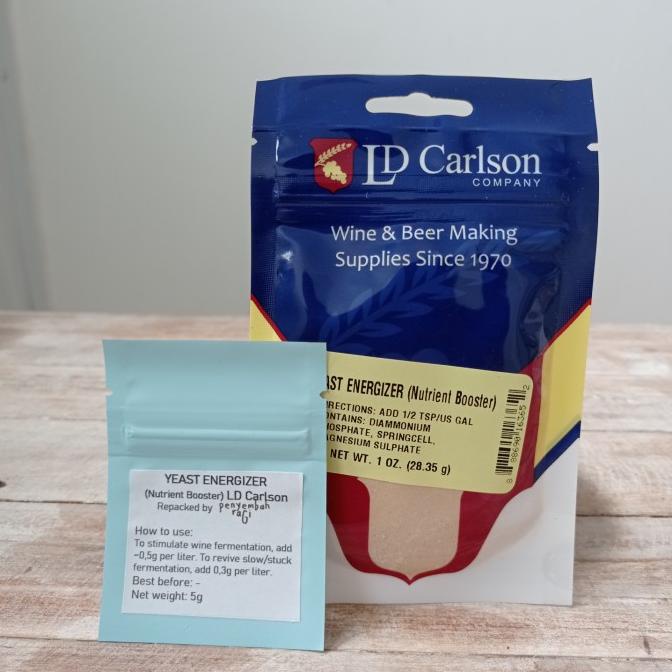 LD Carlson
COMPANY
Wine & Beer Making
Supplies Since 1970
AST ENERGIZER (Nutrient Booster)
RECTIONS: ADD 1/2 TSP/US GAL
ONTAINS: DIAMMONIUM
OSPHATE, SPRINGCELL,
AGNESIUM SULPHATE
NET WT. 1 OZ. (28.35 g)
YEAST ENERGIZER
(Nutrient Booster) LD Carlson
Repacked by penyembah
ragi
How to use:
To stimulate wine fermentation, add
~0,5g per liter. To revive slow/stuck
fermentation, add 0,3g per liter.
Best before: -
Net weight: 5g